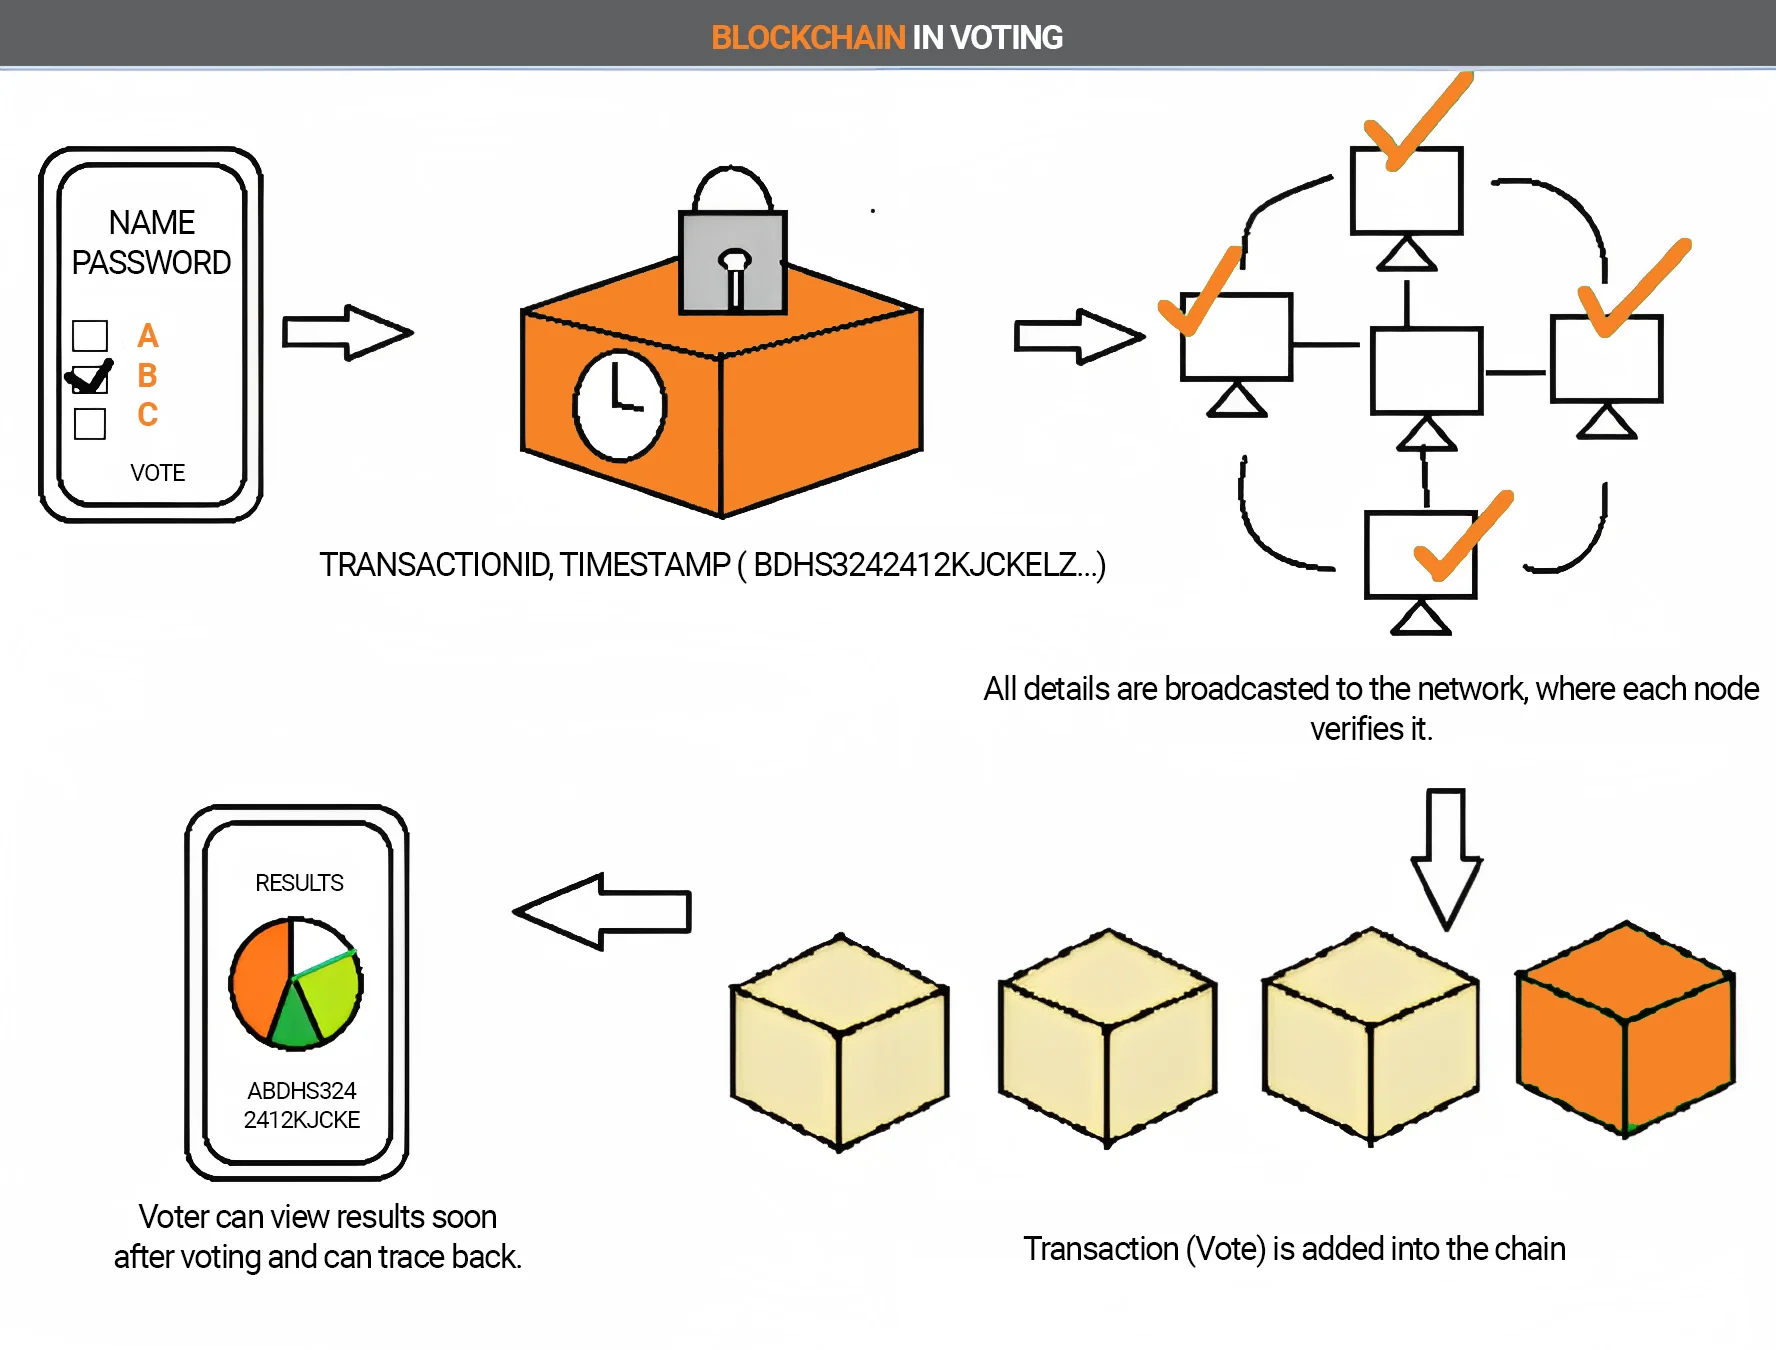 BLOCKCHAIN IN VOTING
NAME
PASSWORD
A
B
C
VOTE
TRANSACTIONID, TIMESTAMP ( BDHS3242412KJCKELZ...)
All details are broadcasted to the network, where each node
verifies it.
RESULTS
ABDHS324
2412KJCKE
Voter can view results soon
after voting and can trace back.
Transaction (Vote) is added into the chain